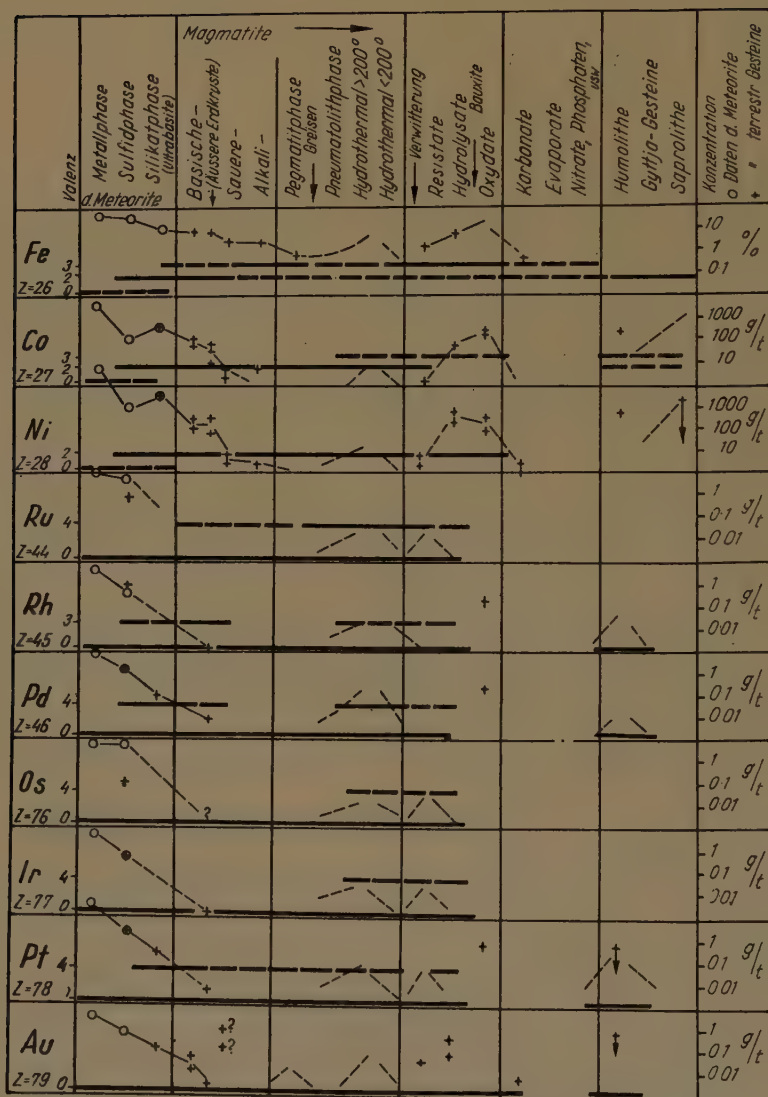 Valenz
Metallphase
Sulfidphase
Silikatphase
(Ultrabasite)
d. Meteorite
Magmatite
Basische-
(Äussere Erdkruste)
Sauere-
Alkali-
Pegmatitphase
Greisen
Pneumatolithphase
Hydrothermal>200°
Hydrothermal<200°
Verwitterung
Resistate
Hydrolysate
Bauxite
Oxydate
Karbonate
Evaporate
Nitrate, Phosphaten,
usw
Humolithe
Gyttja-Gesteine
Saprolithe
Konzentration
o Daten d. Meteorite
+ " terrestr Gesteine
Fe
Z=26
3
2
0
10
1
0·1
%
Co
Z=27
3
2
0
1000
100
10
g/t
Ni
Z=28
2
0
1000
100
10
g/t
Ru
Z=44
4
0
1
0·1
0·01
g/t
Rh
Z=45
3
0
1
0·1
0·01
g/t
Pd
Z=46
4
0
1
0·1
0·01
g/t
Os
Z=76
4
0
?
1
0·1
0·01
g/t
Ir
Z=77
4
0
1
0·1
0·01
g/t
Pt
Z=78
4
1
0·1
0·01
g/t
Au
Z=79
0
+?
+?
1
0·1
0·01
g/t